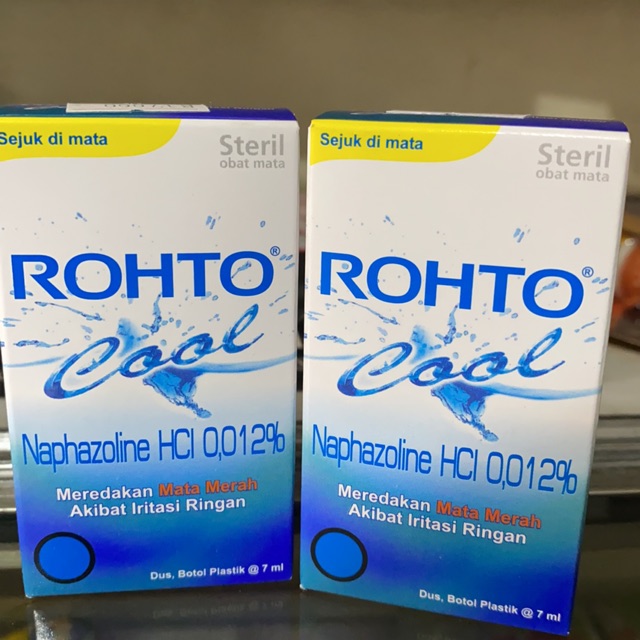 Sejuk di mata
Steril
obat mata
ROHTO®
Cool
Naphazoline HCl 0,012%
Meredakan Mata Merah
Akibat Iritasi Ringan
Dus, Botol Plastik @ 7 ml
Sejuk di mata
Steril
obat mata
ROHTO®
Cool
Naphazoline HCl 0,012%
Meredakan Mata Merah
Akibat Iritasi Ringan
Dus, Botol Plastik @ 7 ml